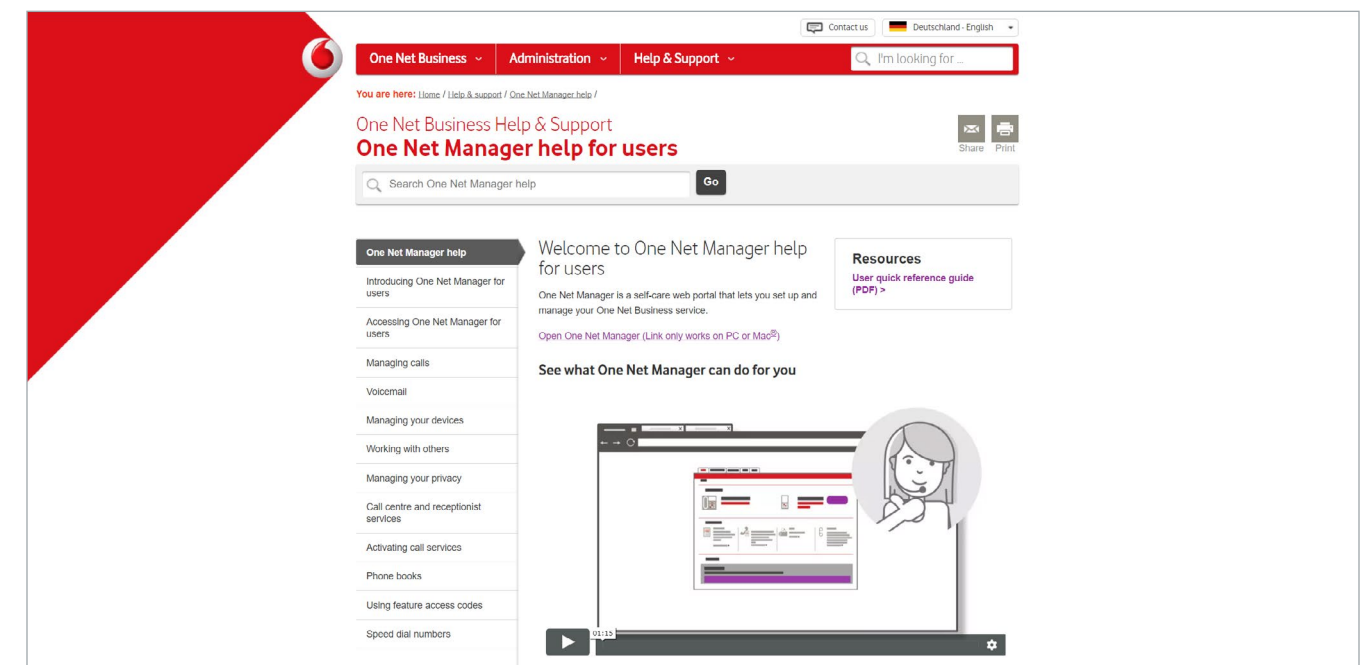 Contact us
Deutschland - English
One Net Business
Administration
Help & Support
I'm looking for ...
You are here: Home / Help & support / One Net Manager help /
One Net Business Help & Support
One Net Manager help for users
Share Print
Search One Net Manager help
Go
One Net Manager help
Introducing One Net Manager for
users
Accessing One Net Manager for
users
Managing calls
Voicemail
Managing your devices
Working with others
Managing your privacy
Call centre and receptionist
services
Activating call services
Phone books
Using feature access codes
Speed dial numbers
Welcome to One Net Manager help
for users
One Net Manager is a self-care web portal that lets you set up and
manage your One Net Business service.
Open One Net Manager (Link only works on PC or Mac®)
See what One Net Manager can do for you
01:15
Resources
User quick reference guide
(PDF) >